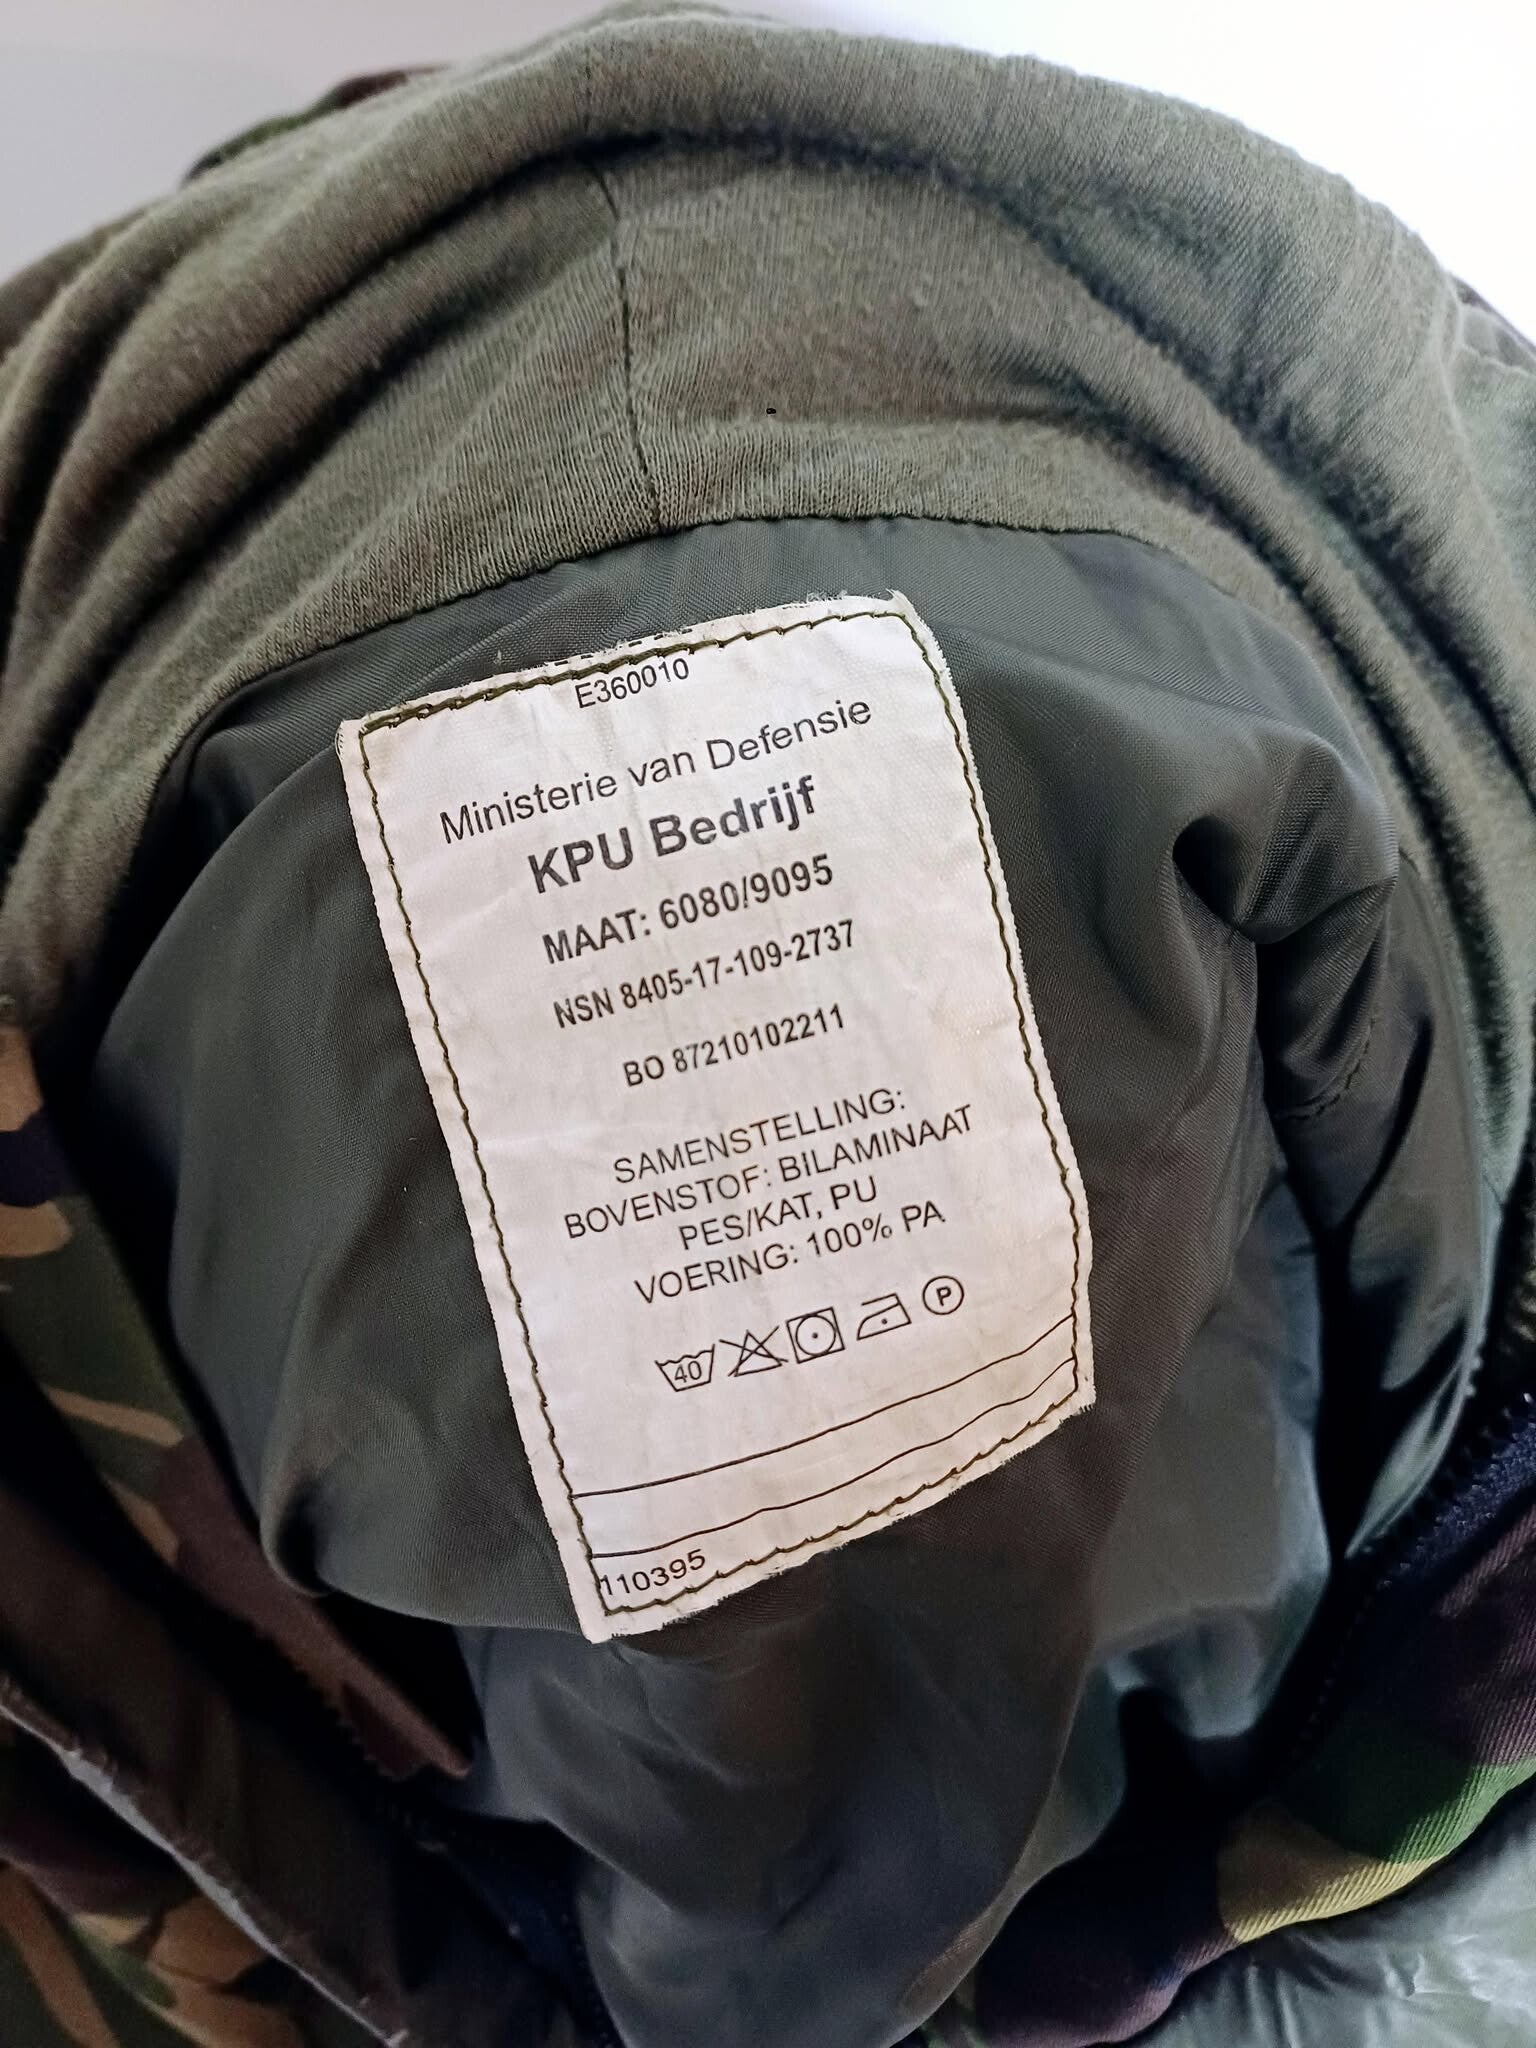 E360010
Ministerie van Defensie
KPU Bedrijf
MAAT: 6080/9095
NSN 8405-17-109-2737
BO 87210102211
SAMENSTELLING:
BOVENSTOF: BILAMINAAT
PES/KAT, PU
VOERING: 100% PA
40 P
110395